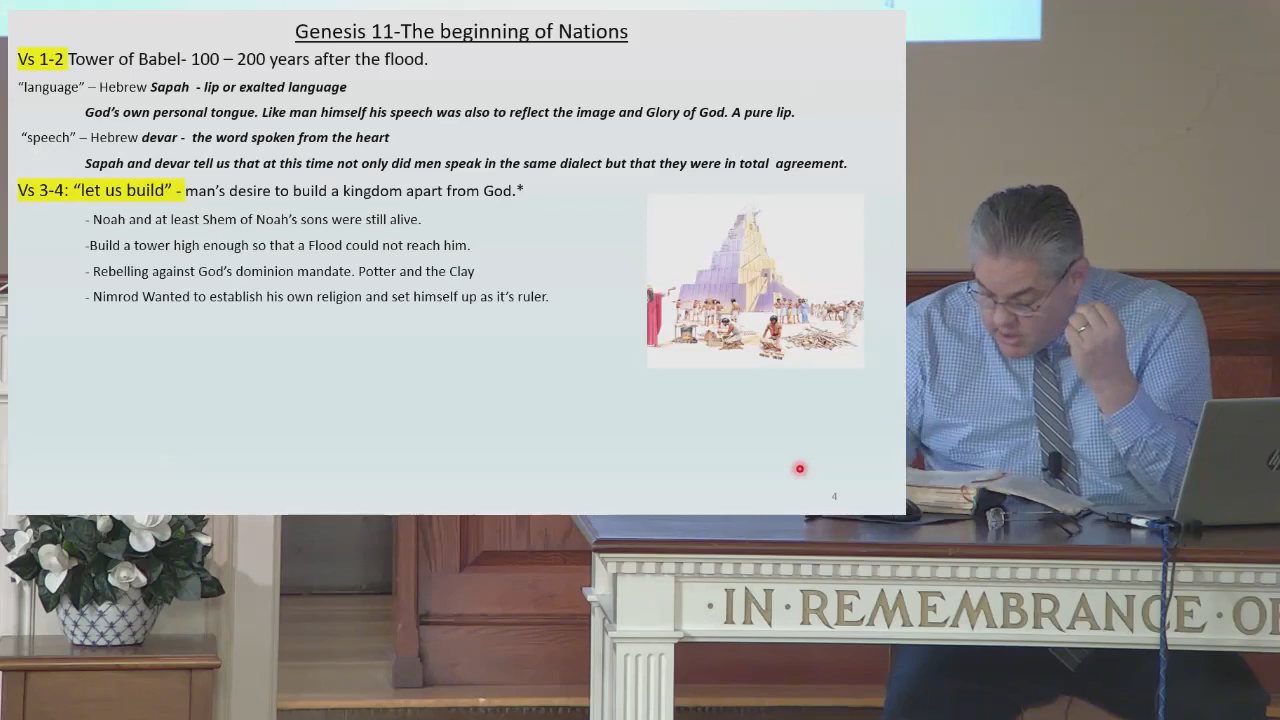 Genesis 11-The beginning of Nations
Vs 1-2 Tower of Babel- 100 – 200 years after the flood.
“language” – Hebrew Sapah - lip or exalted language
God’s own personal tongue. Like man himself his speech was also to reflect the image and Glory of God. A pure lip.
“speech” – Hebrew devar - the word spoken from the heart
Sapah and devar tell us that at this time not only did men speak in the same dialect but that they were in total agreement.
Vs 3-4: “let us build” - man’s desire to build a kingdom apart from God.*
- Noah and at least Shem of Noah’s sons were still alive.
-Build a tower high enough so that a Flood could not reach him.
- Rebelling against God’s dominion mandate. Potter and the Clay
- Nimrod Wanted to establish his own religion and set himself up as it’s ruler.
4
·IN·REMEMBRANCE·O